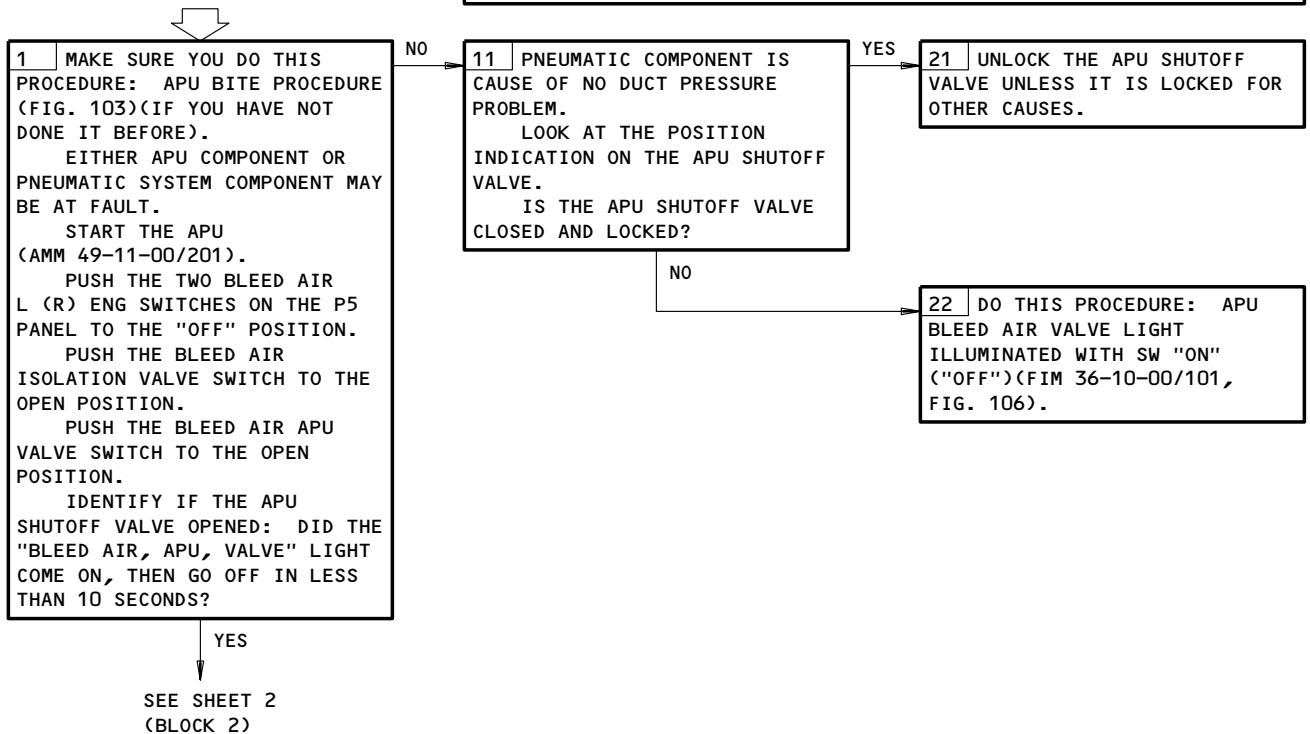 1 MAKE SURE YOU DO THIS
PROCEDURE: APU BITE PROCEDURE
(FIG. 103)(IF YOU HAVE NOT
DONE IT BEFORE).
EITHER APU COMPONENT OR
PNEUMATIC SYSTEM COMPONENT MAY
BE AT FAULT.
START THE APU
(AMM 49-11-00/201).
PUSH THE TWO BLEED AIR
L (R) ENG SWITCHES ON THE P5
PANEL TO THE "OFF" POSITION.
PUSH THE BLEED AIR
ISOLATION VALVE SWITCH TO THE
OPEN POSITION.
PUSH THE BLEED AIR APU
VALVE SWITCH TO THE OPEN
POSITION.
IDENTIFY IF THE APU
SHUTOFF VALVE OPENED: DID THE
"BLEED AIR, APU, VALVE" LIGHT
COME ON, THEN GO OFF IN LESS
THAN 10 SECONDS?
YES
SEE SHEET 2
(BLOCK 2)
NO
11 PNEUMATIC COMPONENT IS
CAUSE OF NO DUCT PRESSURE
PROBLEM.
LOOK AT THE POSITION
INDICATION ON THE APU SHUTOFF
VALVE.
IS THE APU SHUTOFF VALVE
CLOSED AND LOCKED?
YES
21 UNLOCK THE APU SHUTOFF
VALVE UNLESS IT IS LOCKED FOR
OTHER CAUSES.
NO
22 DO THIS PROCEDURE: APU
BLEED AIR VALVE LIGHT
ILLUMINATED WITH SW "ON"
("OFF")(FIM 36-10-00/101,
FIG. 106).